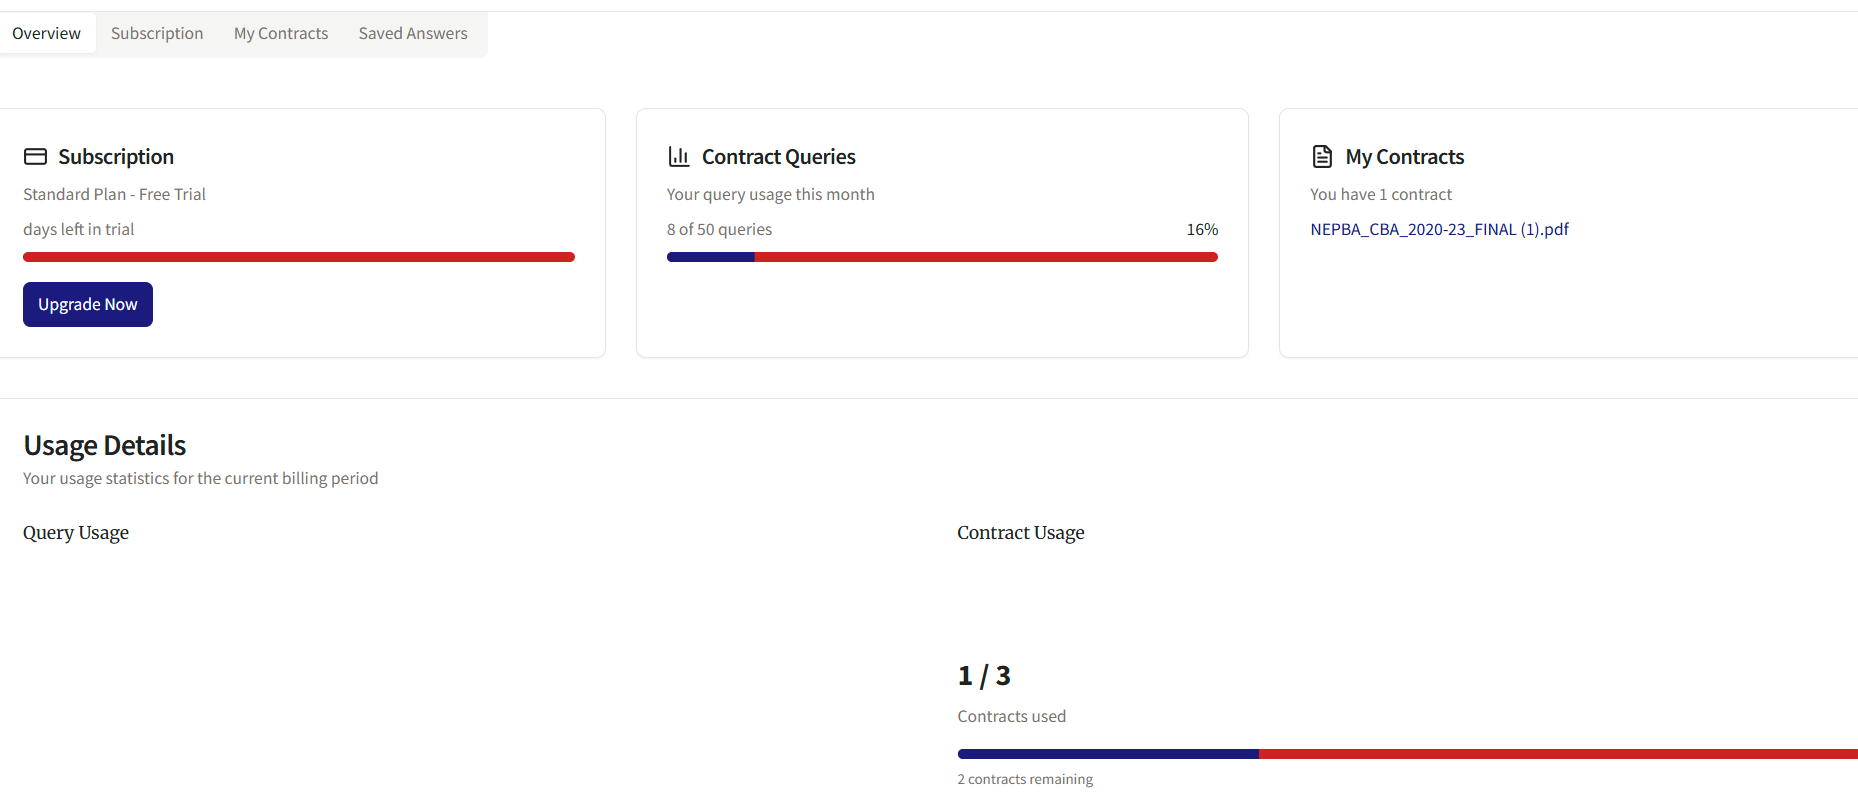 Overview Subscription My Contracts Saved Answers
Subscription
Standard Plan - Free Trial
days left in trial
Upgrade Now
Contract Queries
Your query usage this month
8 of 50 queries 16%
My Contracts
You have 1 contract
NEPBA_CBA_2020-23_FINAL (1).pdf
Usage Details
Your usage statistics for the current billing period
Query Usage
Contract Usage
1 / 3
Contracts used
2 contracts remaining